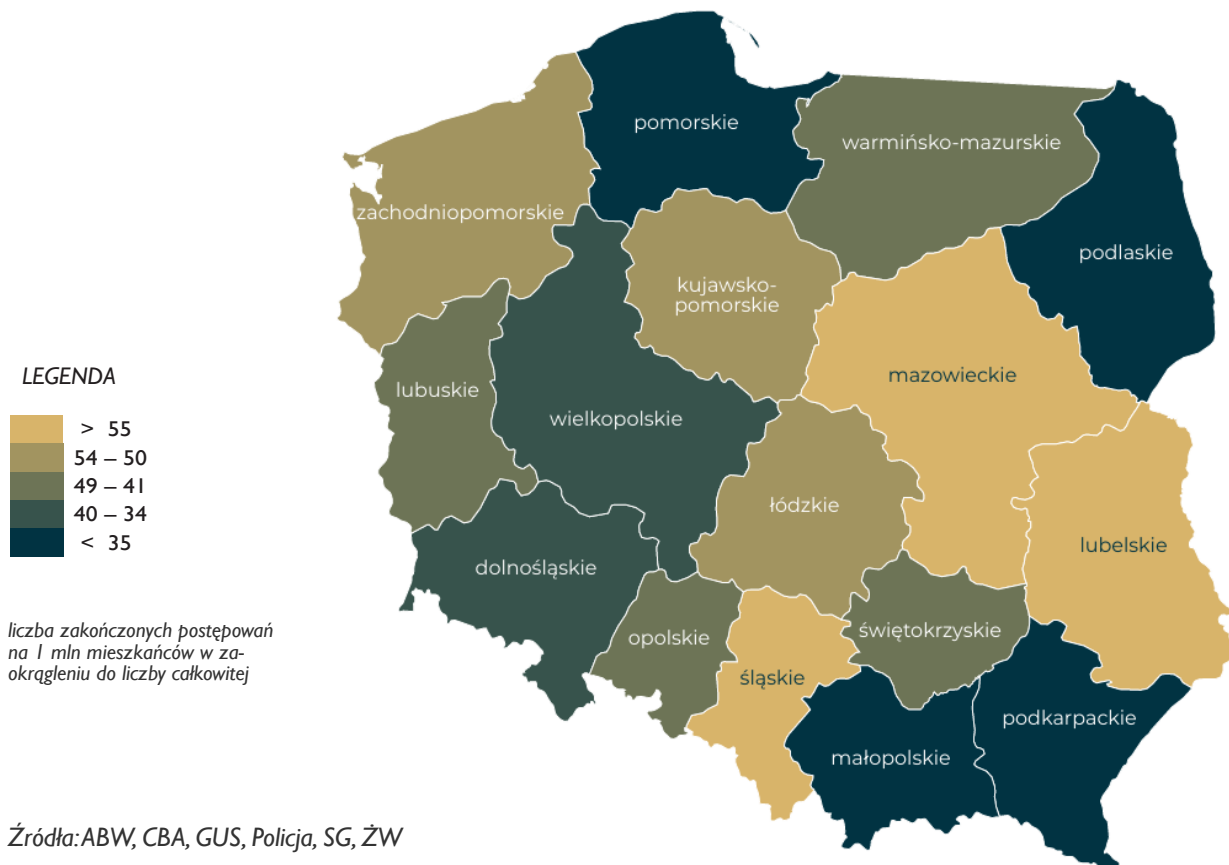 pomorskie
warmińsko-mazurskie
zachodniopomorskie
podlaskie
kujawsko-
pomorskie
mazowieckie
LEGENDA
lubuskie
wielkopolskie
> 55
54 – 50
49 – 41
40 – 34
< 35
łódzkie
lubelskie
dolnośląskie
liczba zakończonych postępowań
na 1 mln mieszkańców w za-
okrągleniu do liczby całkowitej
opolskie
świętokrzyskie
śląskie
podkarpackie
małopolskie
Źródła: ABW, CBA, GUS, Policja, SG, ŻW